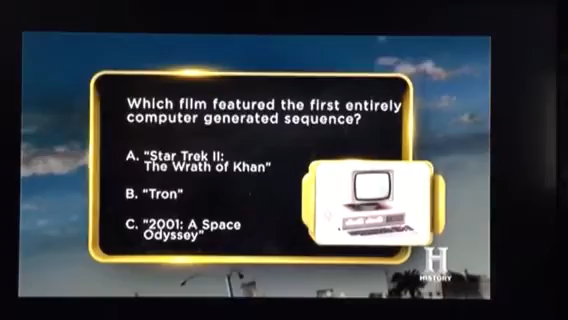 Which film featured the first entirely
computer generated sequence?
A. "Star Trek II:
The Wrath of Khan"
B. "Tron"
C. "2001: A Space
Odyssey"
H
HISTORY